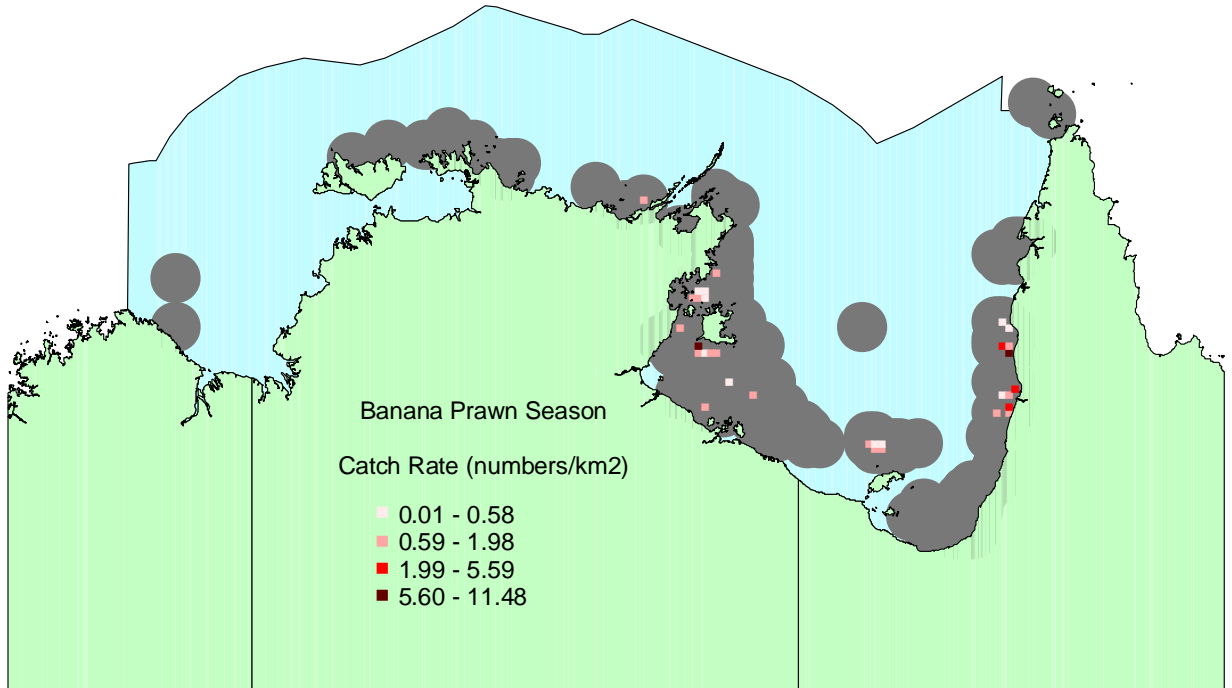 Banana Prawn Season
Catch Rate (numbers/km2)
0.01 - 0.58
0.59 - 1.98
1.99 - 5.59
5.60 - 11.48